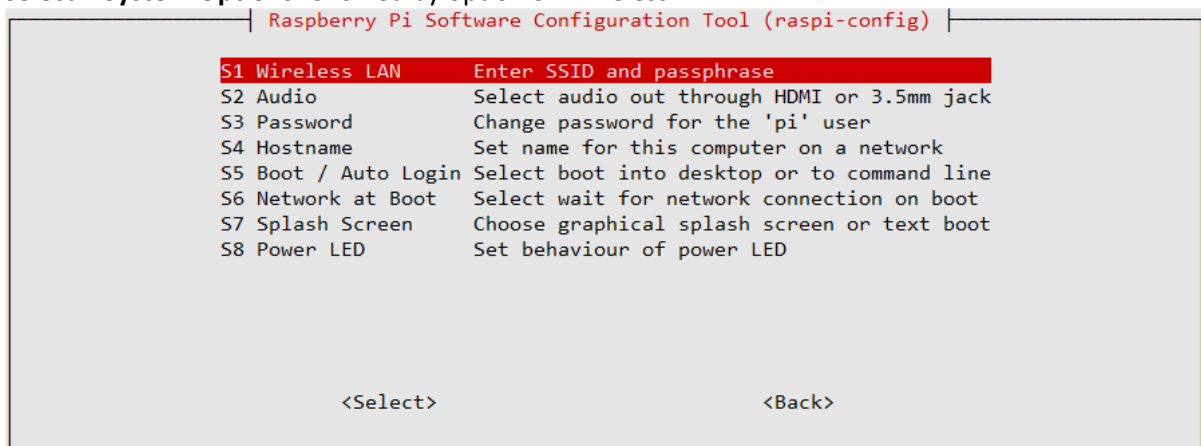 Raspberry Pi Software Configuration Tool (raspi-config)
S1 Wireless LAN Enter SSID and passphrase
S2 Audio Select audio out through HDMI or 3.5mm jack
S3 Password Change password for the 'pi' user
S4 Hostname Set name for this computer on a network
S5 Boot / Auto Login Select boot into desktop or to command line
S6 Network at Boot Select wait for network connection on boot
S7 Splash Screen Choose graphical splash screen or text boot
S8 Power LED Set behaviour of power LED
<Select> <Back>